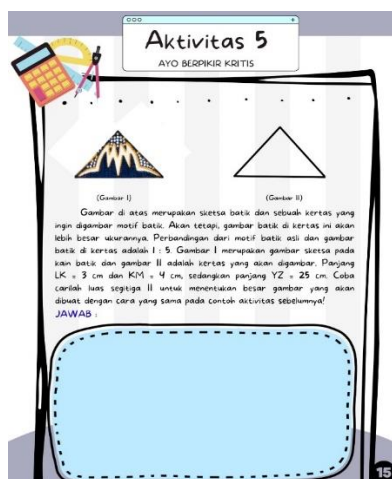 Aktivitas 5
AYO BERPIKIR KRITIS
(Gambar I)
(Gambar II)
Gambar di atas merupakan sketsa batik dan sebuah kertas yang
ingin digambar motif batik. Akan tetapi, gambar batik di kertas ini akan
lebih besar ukurannya. Perbandingan dari motif batik asli dan gambar
batik di kertas adalah 1 : 5. Gambar I merupakan gambar sketsa pada
kain batik dan gambar II adalah kertas yang akan digambar. Panjang
LK = 3 cm dan KM = 4 cm, sedangkan panjang YZ = 25 cm. Coba
carilah luas segitiga II untuk menentukan besar gambar yang akan
dibuat dengan cara yang sama pada contoh aktivitas sebelumnya!
JAWAB :
15